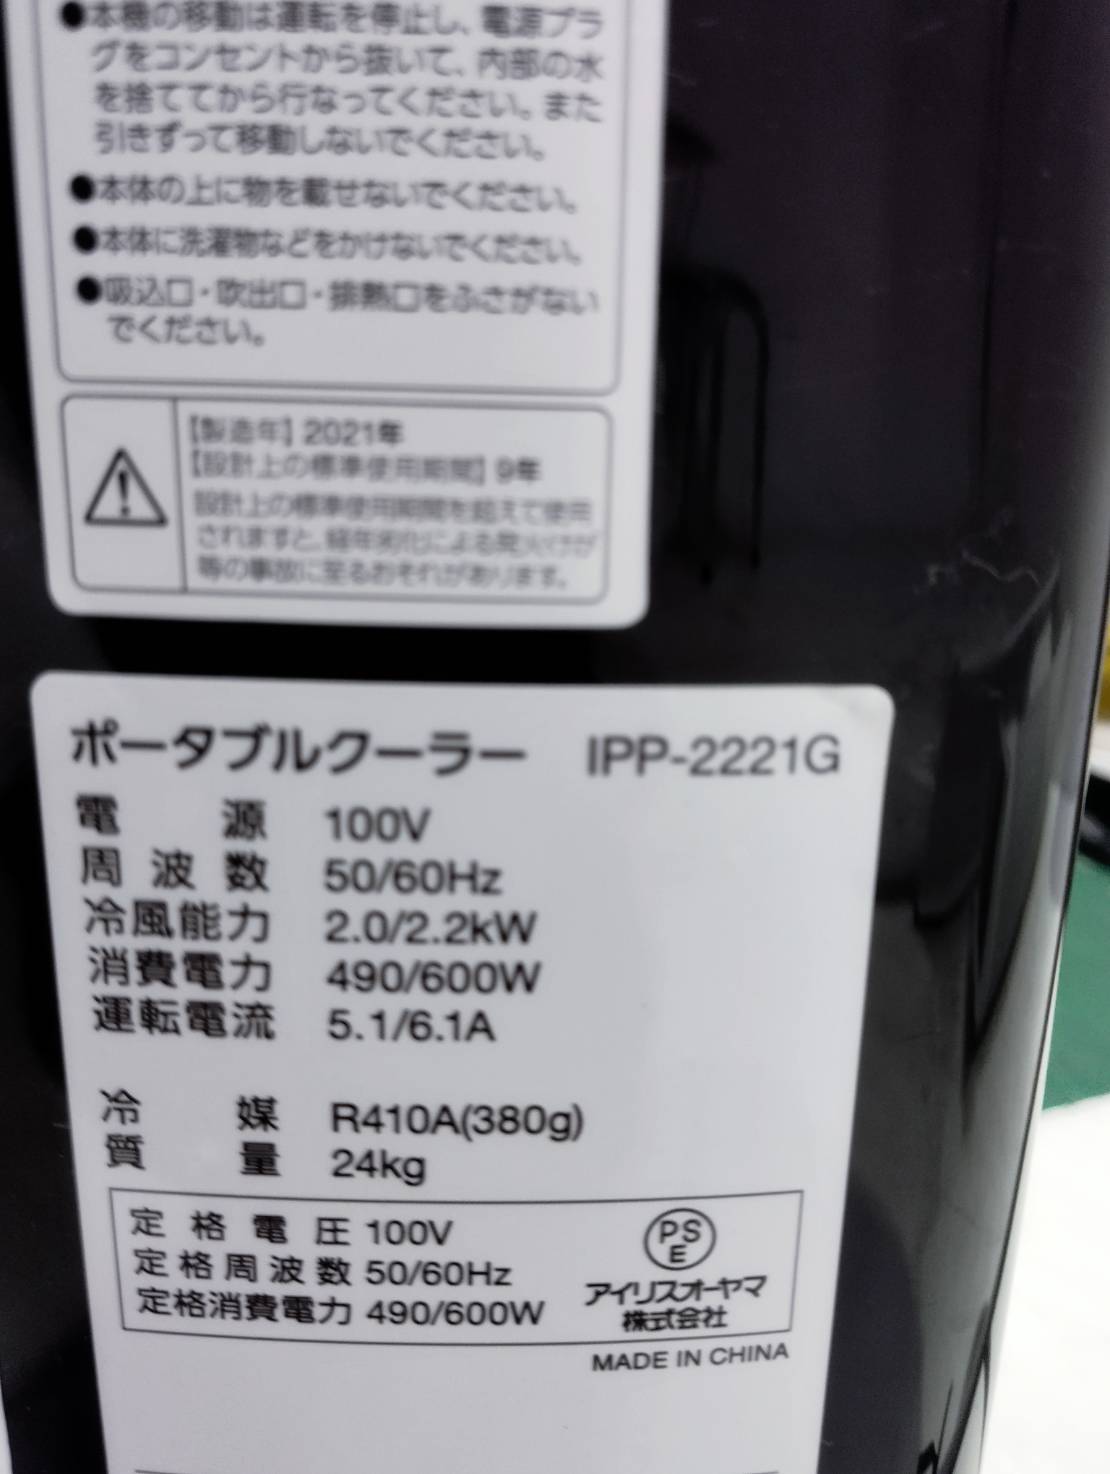 ●本機の移動は運転を停止し、電源プラ
グをコンセントから抜いて、内部の水
を捨ててから行なってください。また
引きずって移動しないでください。
●本体の上に物を載せないでください。
●本体に洗濯物などをかけないでください。
●吸込口・吹出口・排熱口をふさがない
でください。
【製造年】2021年
【設計上の標準使用期間】9年
設計上の標準使用期間を超えて使用
されますと、経年劣化による発火・けが
等の事故に至るおそれがあります。
ポータブルクーラー IPP-2221G
電源 100V
周波数 50/60Hz
冷風能力 2.0/2.2kW
消費電力 490/600W
運転電流 5.1/6.1A
冷媒 R410A(380g)
質量 24kg
定格電圧 100V
定格周波数 50/60Hz
定格消費電力 490/600W
PS
E
アイリスオーヤマ
株式会社
MADE IN CHINA